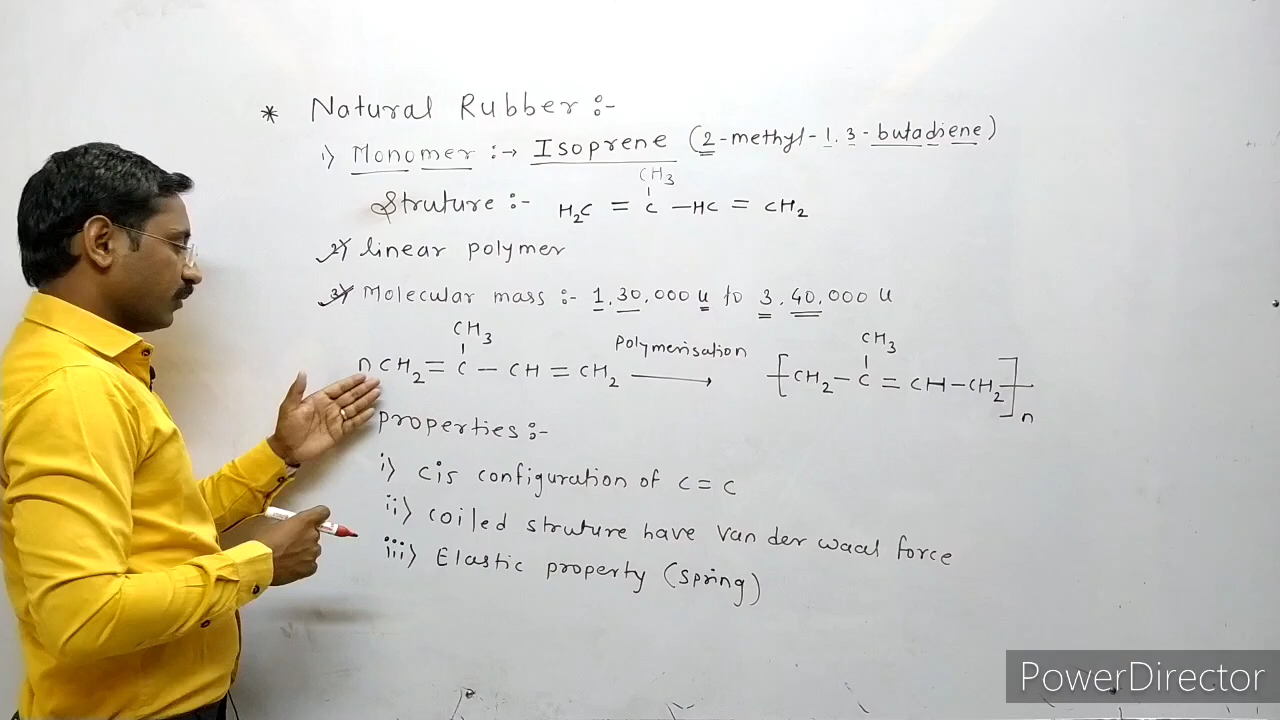 * Natural Rubber :-
1) Monomer :→ Isoprene (2-methyl-1,3-butadiene)
CH3
Struture :- H2C = C — HC = CH2
2) linear polymer
3) Molecular mass :- 1,30,000 u to 3,40,000 u
CH3 CH3
nCH2 = C — CH = CH2 Polymerisation → [CH2 — C = CH — CH2]n
properties :-
i) cis configuration of C = C
ii) coiled struture have van der waal force
iii) Elastic property (spring)
PowerDirector